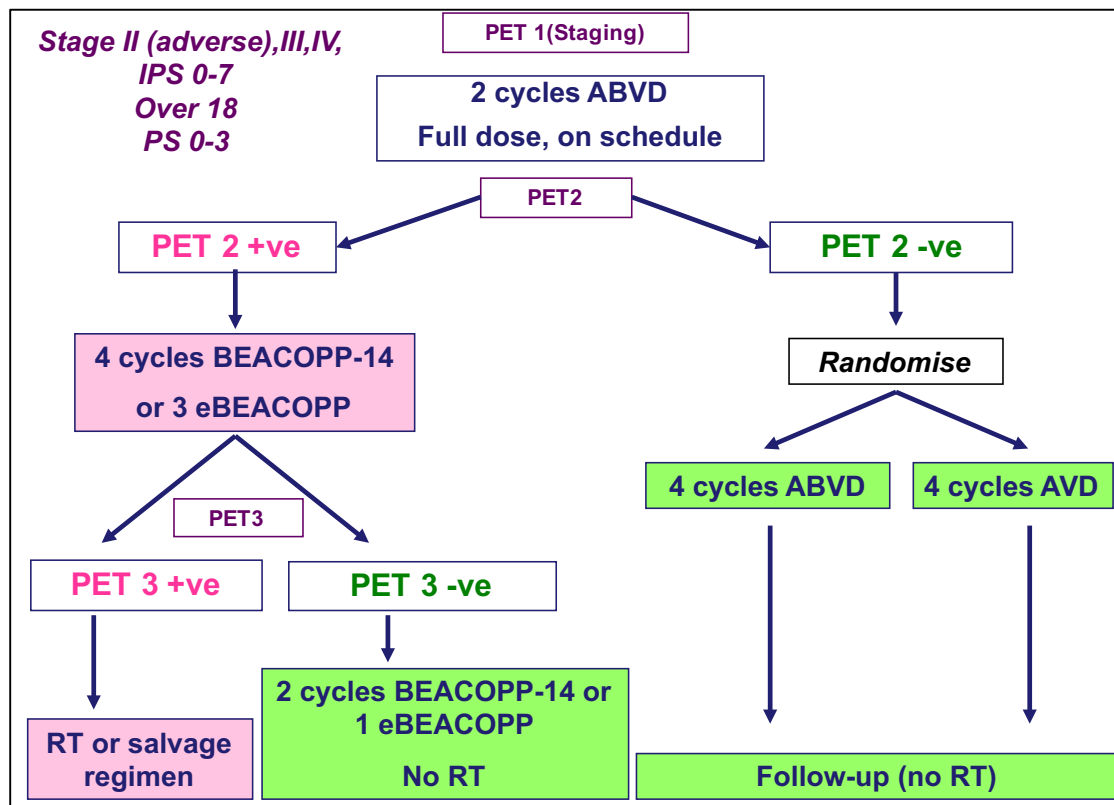 Stage II (adverse),III,IV,
IPS 0-7
Over 18
PS 0-3
PET 1(Staging)
2 cycles ABVD
Full dose, on schedule
PET2
PET 2 +ve
PET 2 -ve
4 cycles BEACOPP-14
or 3 eBEACOPP
Randomise
4 cycles ABVD
4 cycles AVD
PET3
PET 3 +ve
PET 3 -ve
2 cycles BEACOPP-14 or
1 eBEACOPP
No RT
RT or salvage
regimen
Follow-up (no RT)